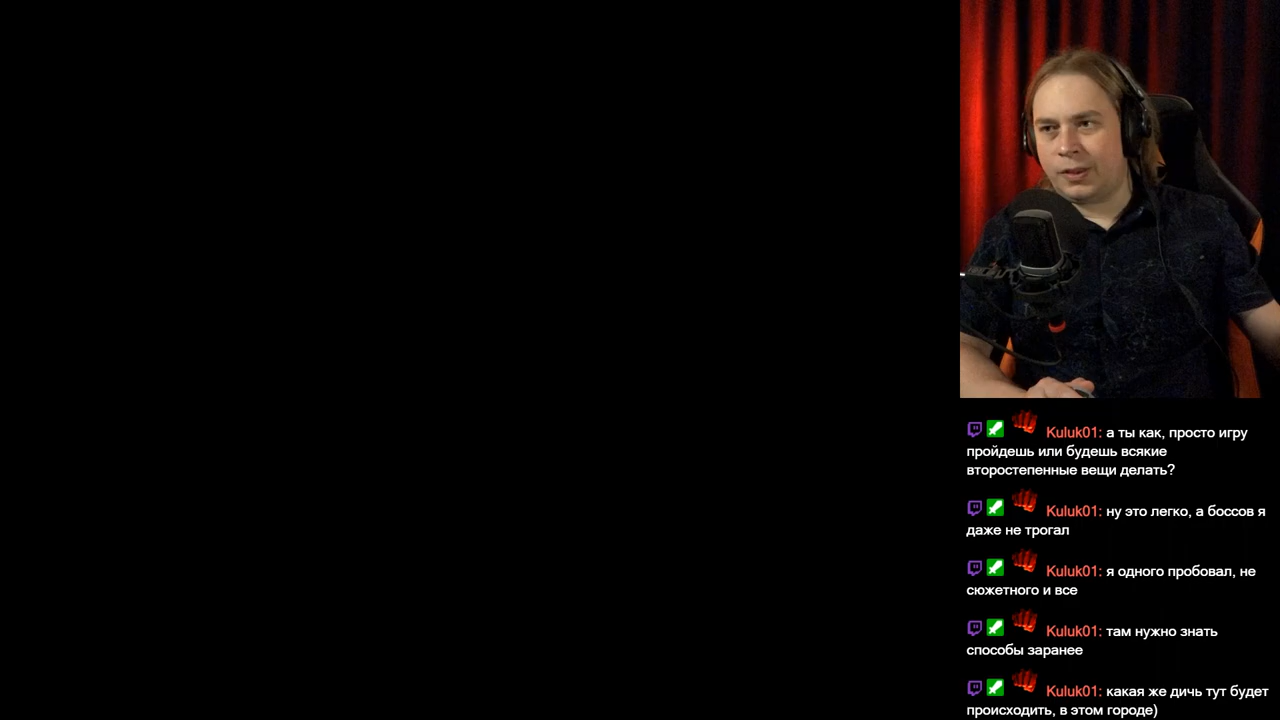 Kuluk01: а ты как, просто игру
пройдешь или будешь всякие
второстепенные вещи делать?
Kuluk01: ну это легко, а боссов я
даже не трогал
Kuluk01: я одного пробовал, не
сюжетного и все
Kuluk01: там нужно знать
способы заранее
Kuluk01: какая же дичь тут будет
происходить, в этом городе)